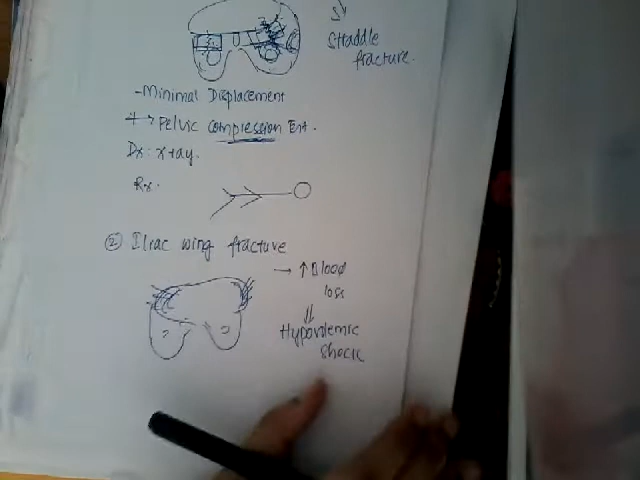 Straddle
fracture.
-Minimal Displacement
+ → Pelvic compression Ent.
Dx: x-ray.
Rx.
② Iliac wing fracture
→ ↑ Blood
loss
⇓
Hypovolemic
shock